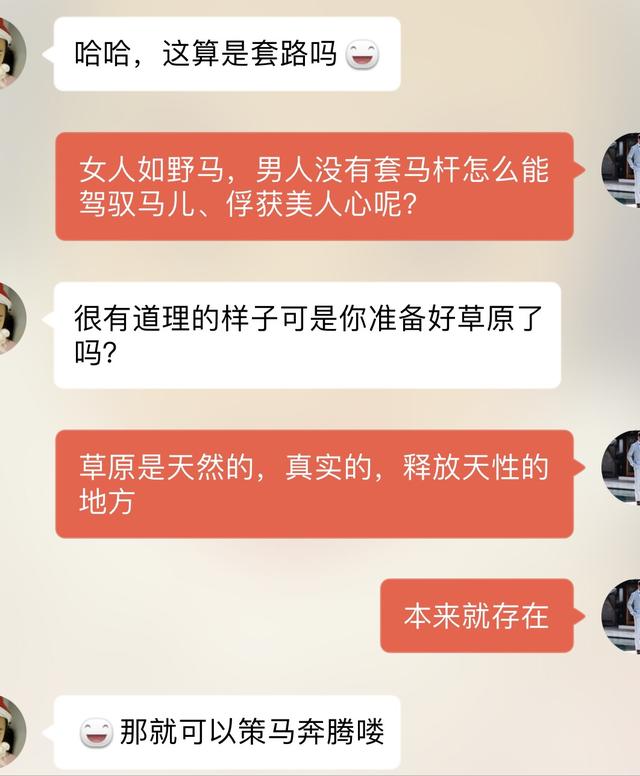 哈哈，这算是套路吗
女人如野马，男人没有套马杆怎么能
驾驭马儿、俘获美人心呢？
很有道理的样子可是你准备好草原了
吗？
草原是天然的，真实的，释放天性的
地方
本来就存在
那就可以策马奔腾喽